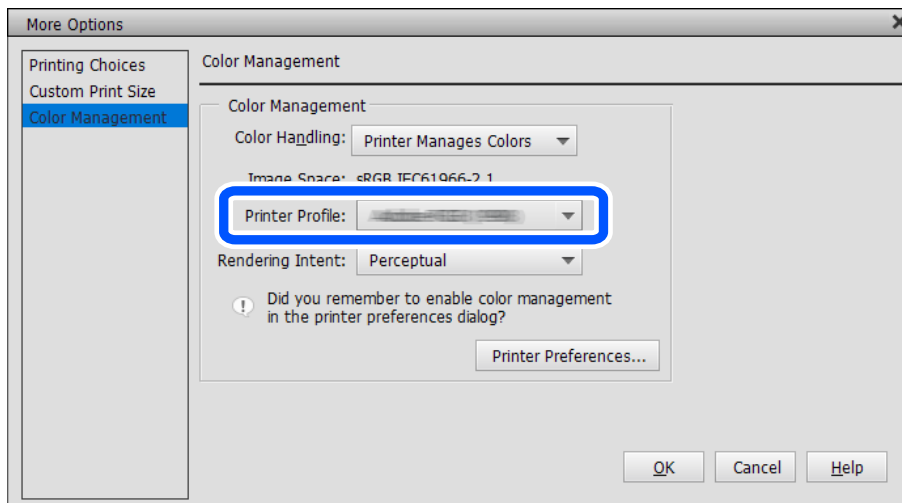 More Options
Printing Choices
Custom Print Size
Color Management
Color Management
Color Management
Color Handling: Printer Manages Colors
Image Space: sRGB IEC61966-2.1
Printer Profile:
Rendering Intent: Perceptual
Did you remember to enable color management
in the printer preferences dialog?
Printer Preferences...
OK Cancel Help